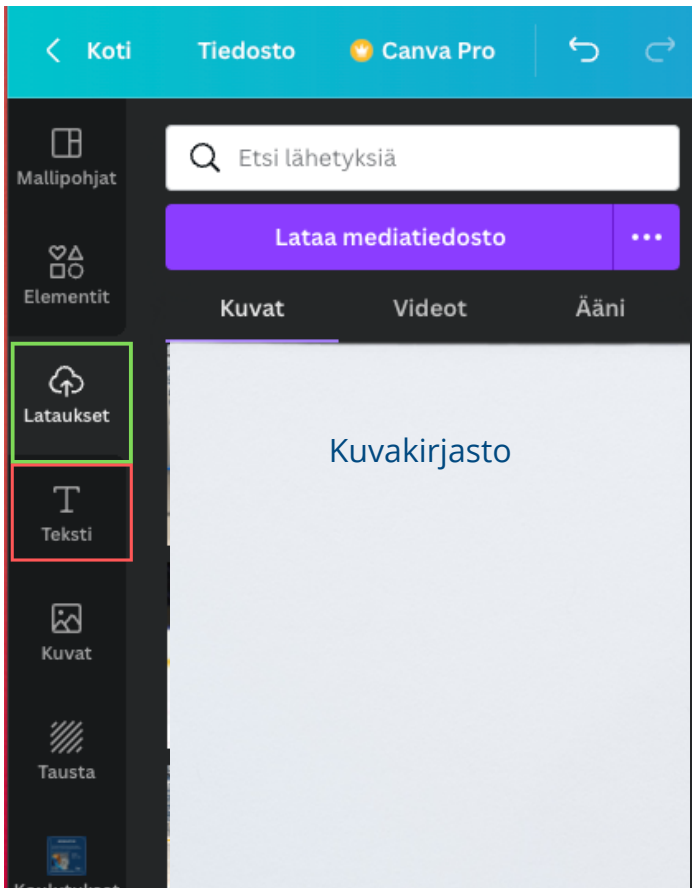 Koti Tiedosto Canva Pro
Mallipohjat
Etsi lähetyksiä
Lataa mediatiedosto
Elementit
Kuvat Videot Ääni
Lataukset
Kuvakirjasto
Teksti
Kuvat
Tausta